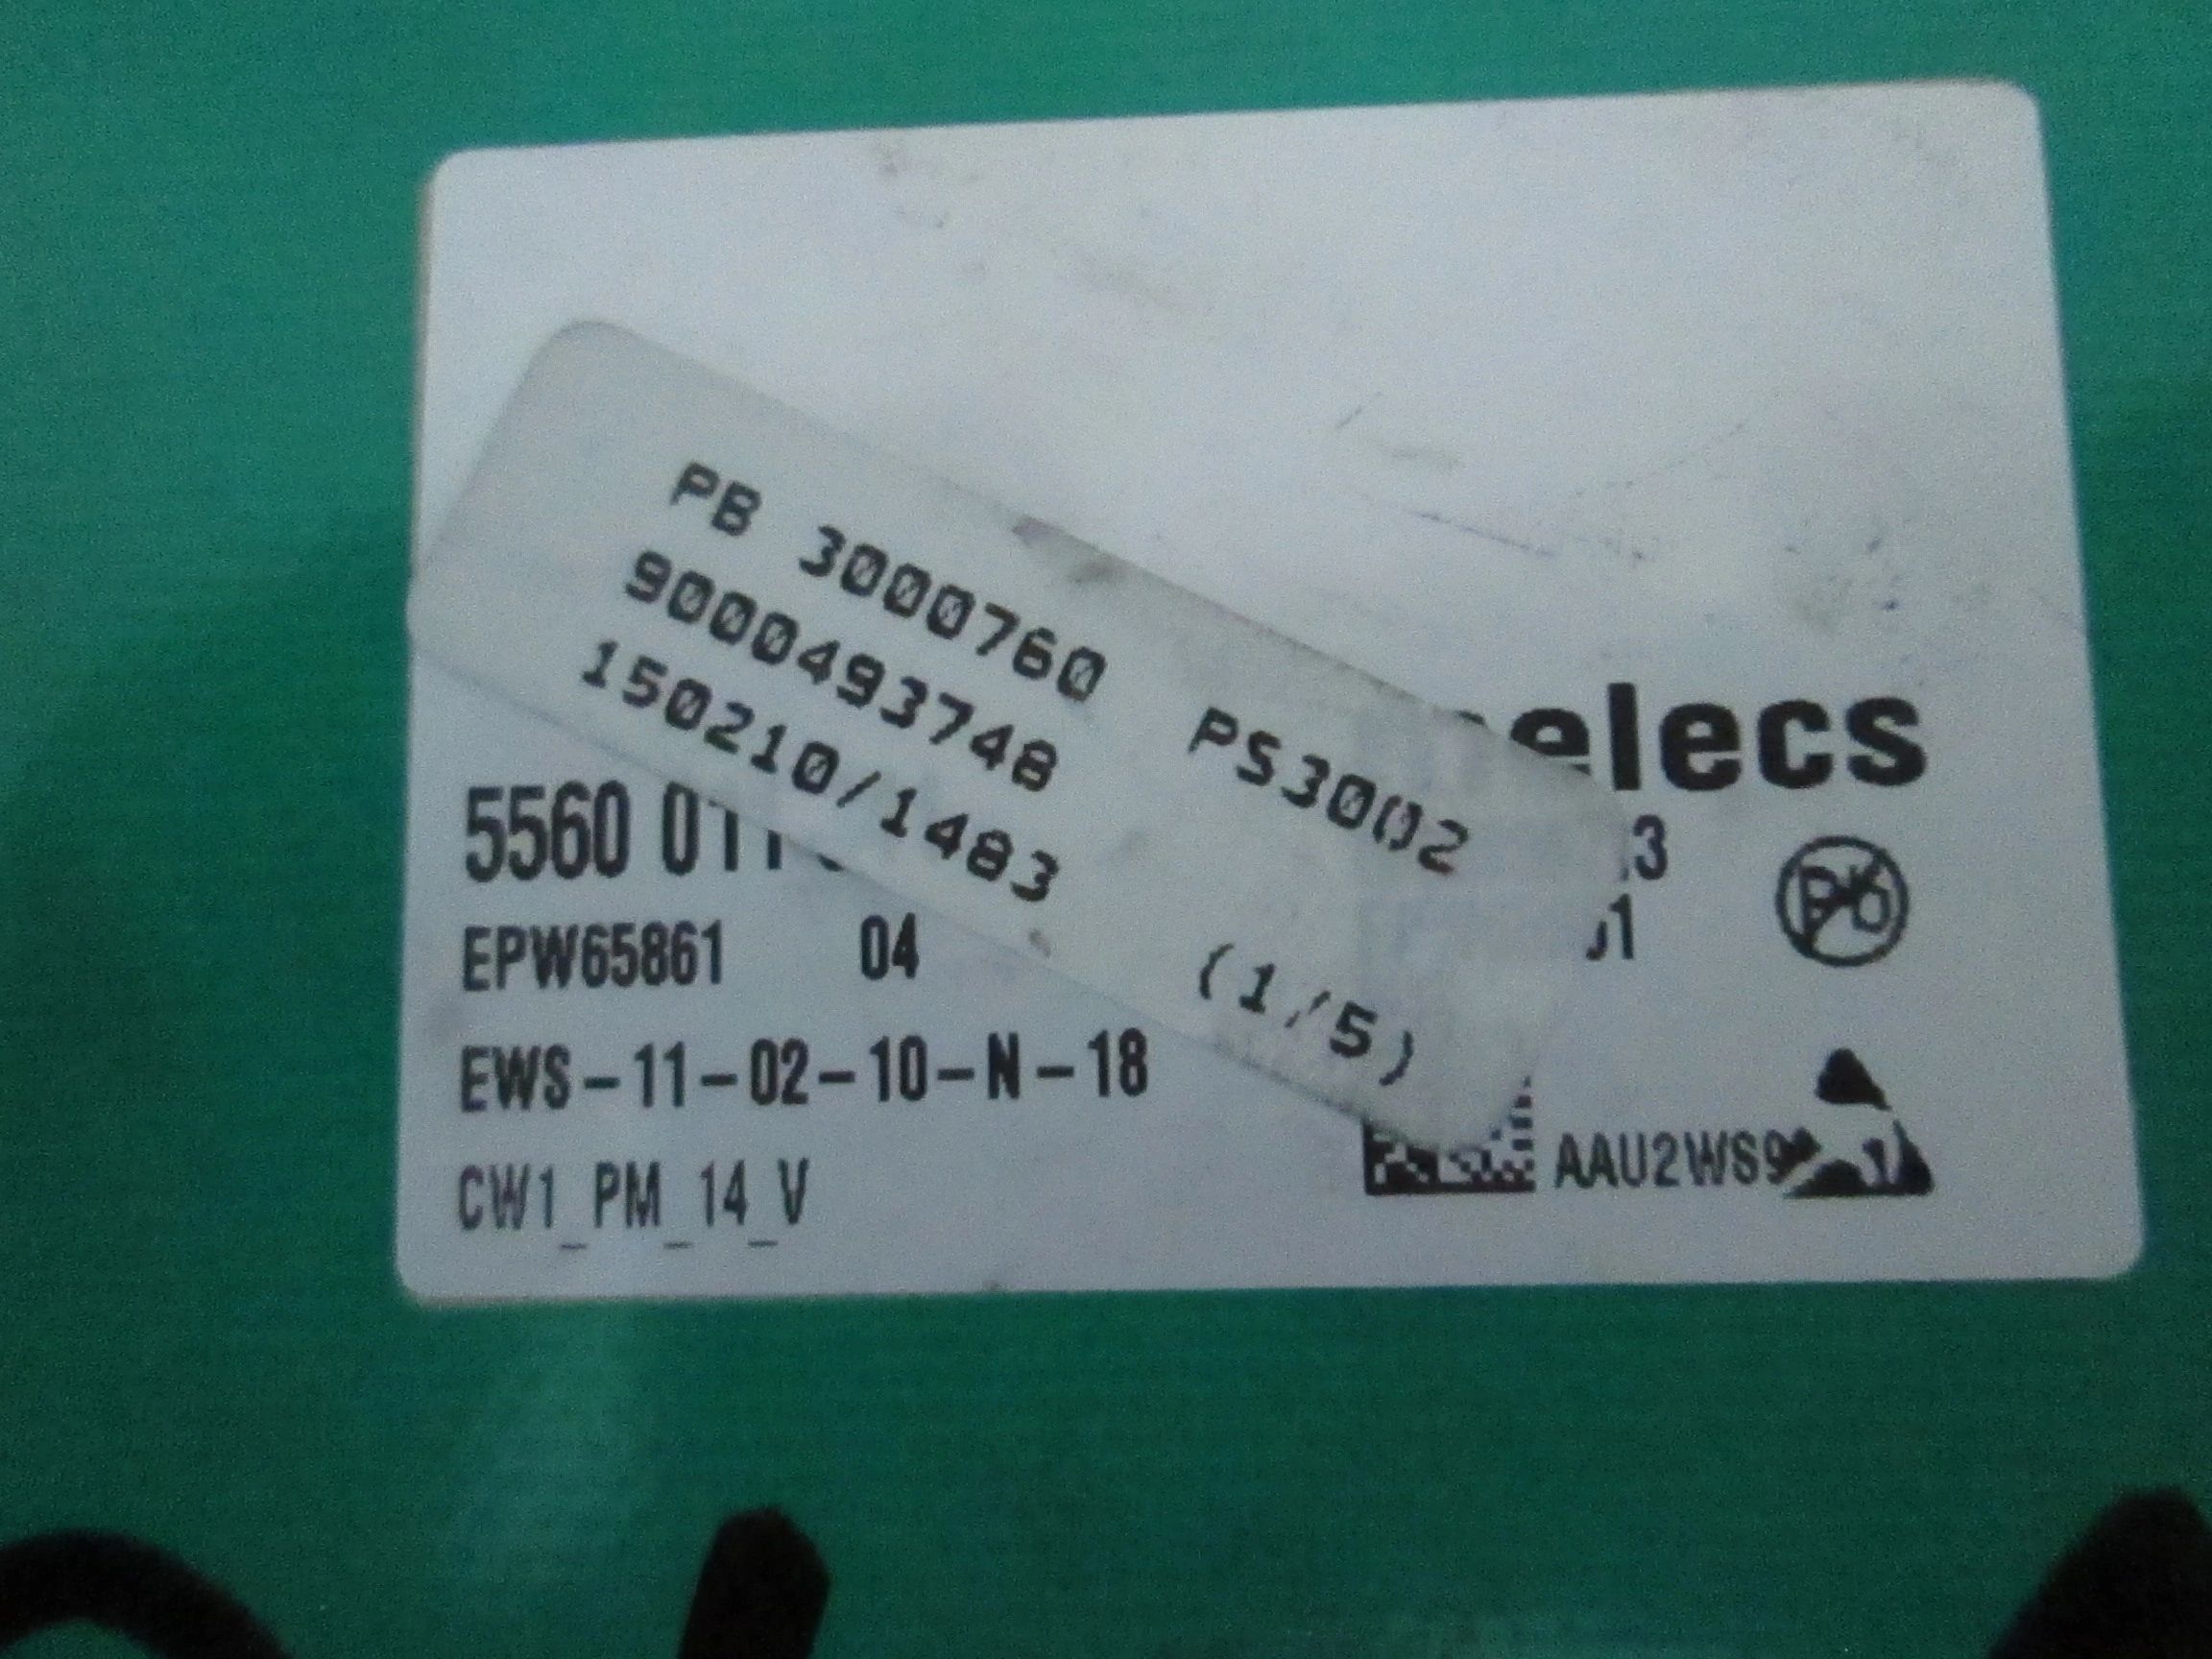 PB 3000760 PS3002
9000493748
150210/1483 (1/5)
elecs
5560
EPW65861 04
EWS-11-02-10-N-18
CW1_PM_14_V
AAU2WS9
Pb